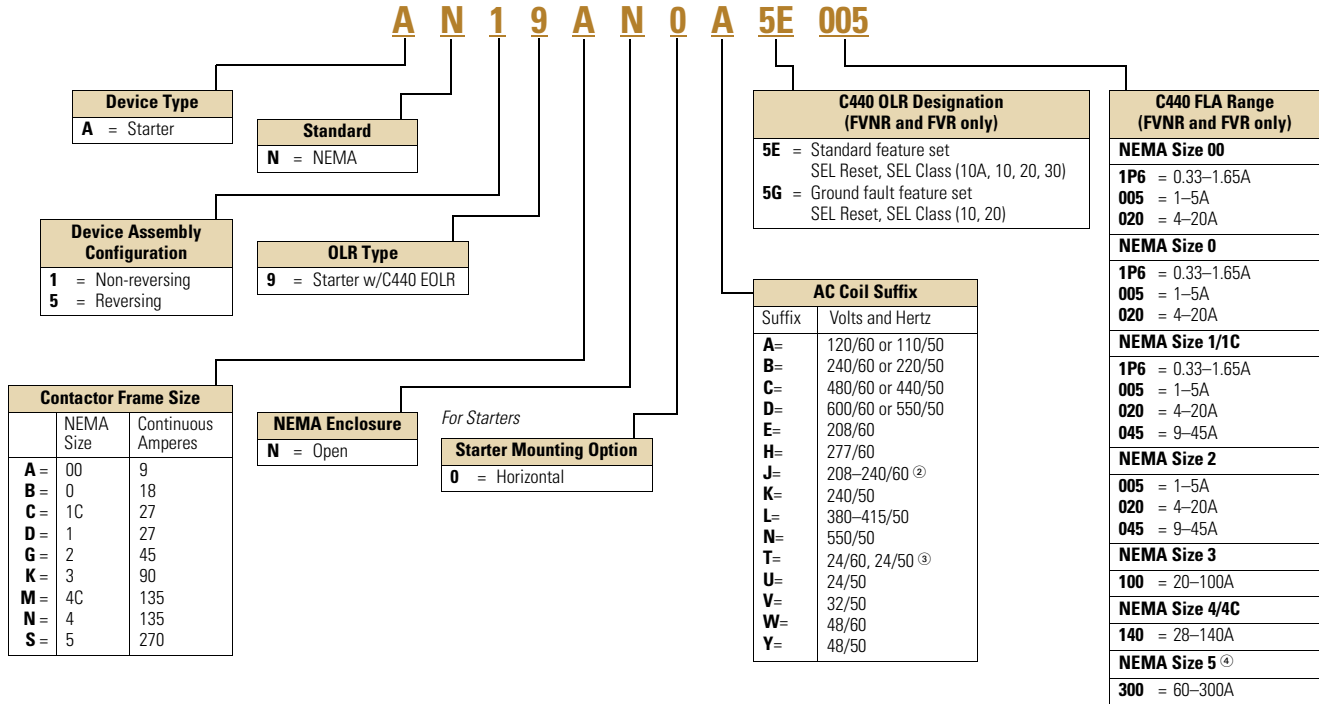 A N 1 9 A N 0 A 5E 005
Device Type
A = Starter
Standard
N = NEMA
Device Assembly
Configuration
1 = Non-reversing
5 = Reversing
OLR Type
9 = Starter w/C440 EOLR
Contactor Frame Size
NEMA Size Continuous Amperes
A = 00 9
B = 0 18
C = 1C 27
D = 1 27
G = 2 45
K = 3 90
M = 4C 135
N = 4 135
S = 5 270
NEMA Enclosure
N = Open
For Starters
Starter Mounting Option
0 = Horizontal
C440 OLR Designation
(FVNR and FVR only)
5E = Standard feature set
SEL Reset, SEL Class (10A, 10, 20, 30)
5G = Ground fault feature set
SEL Reset, SEL Class (10, 20)
AC Coil Suffix
Suffix Volts and Hertz
A= 120/60 or 110/50
B= 240/60 or 220/50
C= 480/60 or 440/50
D= 600/60 or 550/50
E= 208/60
H= 277/60
J= 208–240/60 ②
K= 240/50
L= 380–415/50
N= 550/50
T= 24/60, 24/50 ③
U= 24/50
V= 32/50
W= 48/60
Y= 48/50
C440 FLA Range
(FVNR and FVR only)
NEMA Size 00
1P6 = 0.33–1.65A
005 = 1–5A
020 = 4–20A
NEMA Size 0
1P6 = 0.33–1.65A
005 = 1–5A
020 = 4–20A
NEMA Size 1/1C
1P6 = 0.33–1.65A
005 = 1–5A
020 = 4–20A
045 = 9–45A
NEMA Size 2
005 = 1–5A
020 = 4–20A
045 = 9–45A
NEMA Size 3
100 = 20–100A
NEMA Size 4/4C
140 = 28–140A
NEMA Size 5 ④
300 = 60–300A